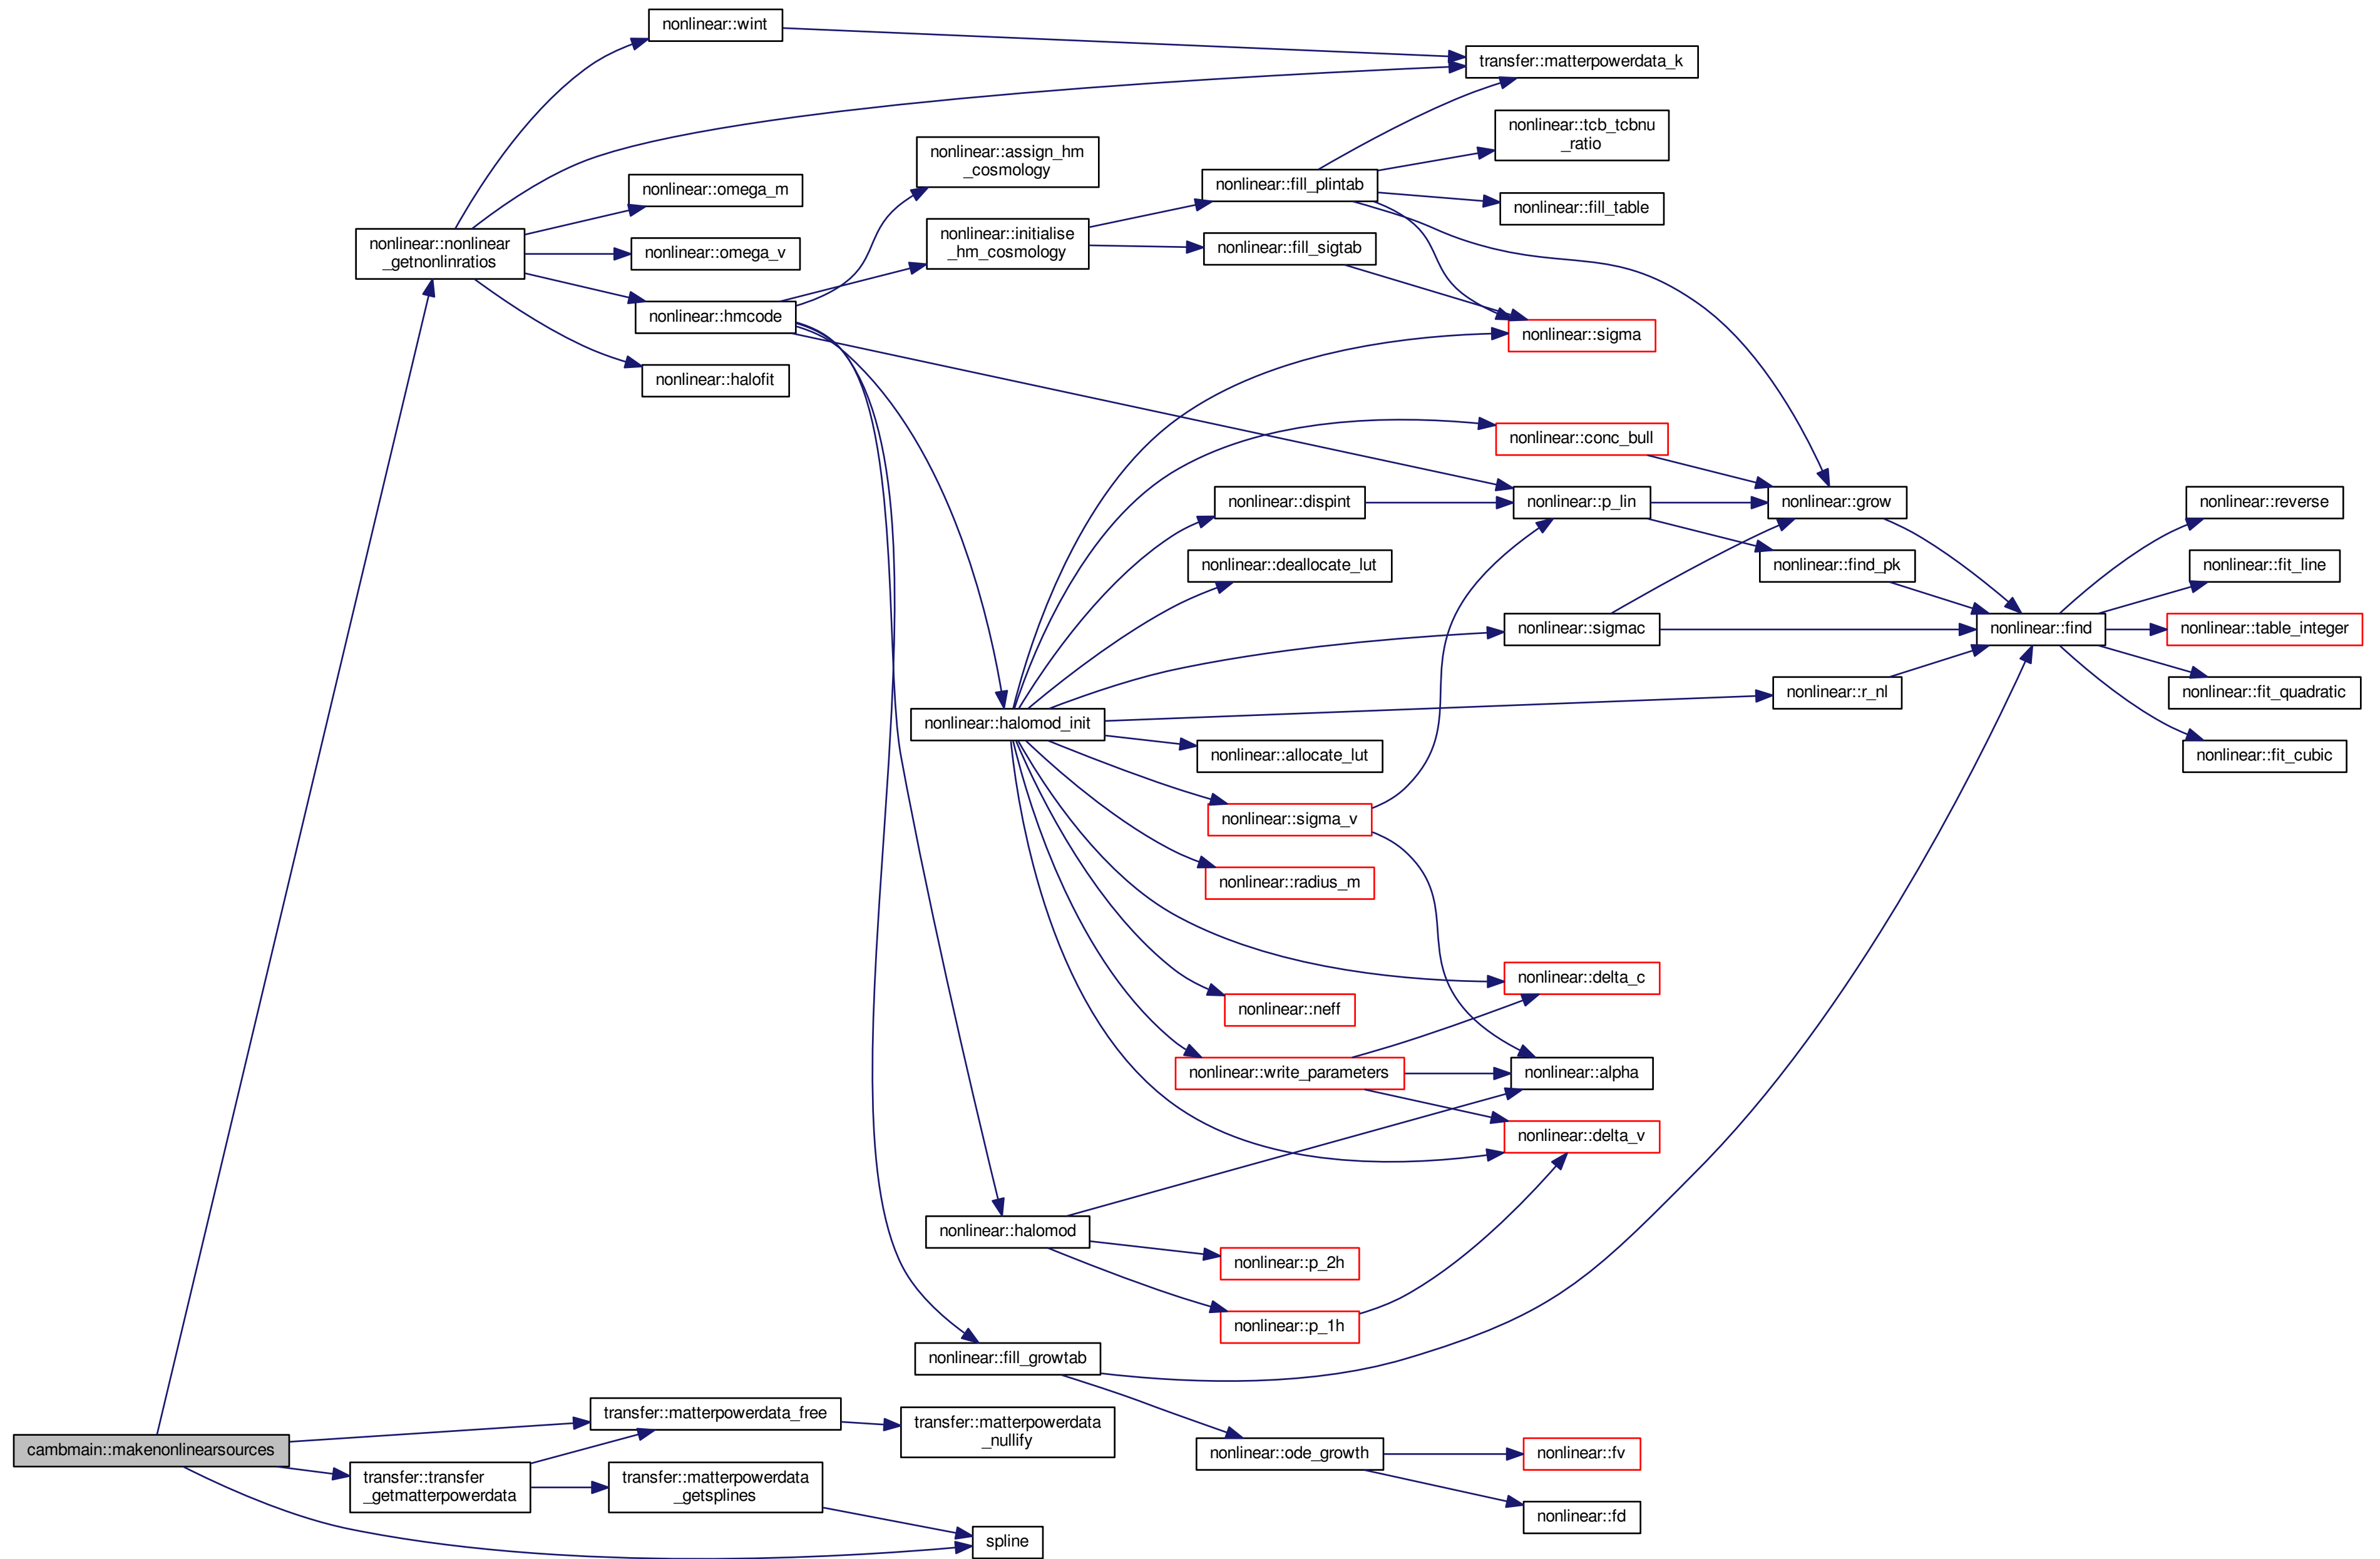 nonlinear::wint
transfer::matterpowerdata_k
nonlinear::tcb_tcbnu
_ratio
nonlinear::assign_hm
_cosmology
nonlinear::omega_m
nonlinear::fill_plintab
nonlinear::fill_table
nonlinear::nonlinear
_getnonlinratios
nonlinear::omega_v
nonlinear::initialise
_hm_cosmology
nonlinear::fill_sigtab
nonlinear::hmcode
nonlinear::sigma
nonlinear::halofit
nonlinear::conc_bull
nonlinear::dispint
nonlinear::p_lin
nonlinear::grow
nonlinear::reverse
nonlinear::deallocate_lut
nonlinear::find_pk
nonlinear::fit_line
nonlinear::sigmac
nonlinear::find
nonlinear::table_integer
nonlinear::r_nl
nonlinear::fit_quadratic
nonlinear::halomod_init
nonlinear::allocate_lut
nonlinear::fit_cubic
nonlinear::sigma_v
nonlinear::radius_m
nonlinear::delta_c
nonlinear::neff
nonlinear::write_parameters
nonlinear::alpha
nonlinear::delta_v
nonlinear::halomod
nonlinear::p_2h
nonlinear::p_1h
nonlinear::fill_growtab
transfer::matterpowerdata_free
transfer::matterpowerdata
_nullify
cambmain::makenonlinearsources
nonlinear::ode_growth
nonlinear::fv
transfer::transfer
_getmatterpowerdata
transfer::matterpowerdata
_getsplines
nonlinear::fd
spline